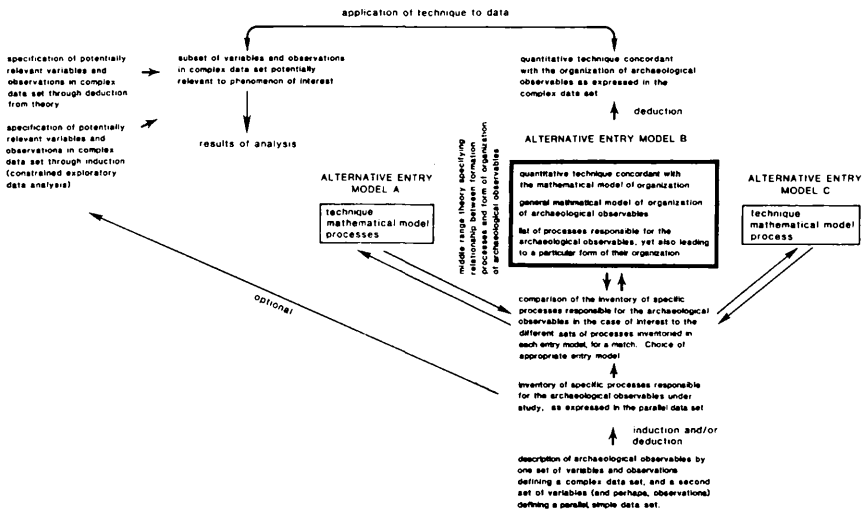 application of technique to data
specification of potentially
relevant variables and
observations in complex
data set through deduction
from theory
subset of variables and observations
in complex data set potentially
relevant to phenomenon of interest
quantitative technique concordant
with the organization of archaeological
observables as expressed in the
complex data set
deduction
specification of potentially
relevant variables and
observations in complex
data set through induction
(constrained exploratory
data analysis)
results of analysis
ALTERNATIVE ENTRY
MODEL A
technique
mathematical model
processes
middle range theory specifying
relationship between formation
processes and form of organization
of archaeological observables
ALTERNATIVE ENTRY MODEL B
quantitative technique concordant with
the mathematical model of organization
general mathematical model of organization
of archaeological observables
list of processes responsible for the
archaeological observables, yet also leading
to a particular form of their organization
ALTERNATIVE ENTRY
MODEL C
technique
mathematical model
process
optional
comparison of the inventory of specific
processes responsible for the archaeological
observables in the case of interest to the
different sets of processes inventoried in
each entry model, for a match. Choice of
appropriate entry model
inventory of specific processes responsible
for the archaeological observables under
study, as expressed in the parallel data set
induction and/or
deduction
description of archaeological observables by
one set of variables and observations
defining a complex data set, and a second
set of variables (and perhaps, observations)
defining a parallel, simple data set.